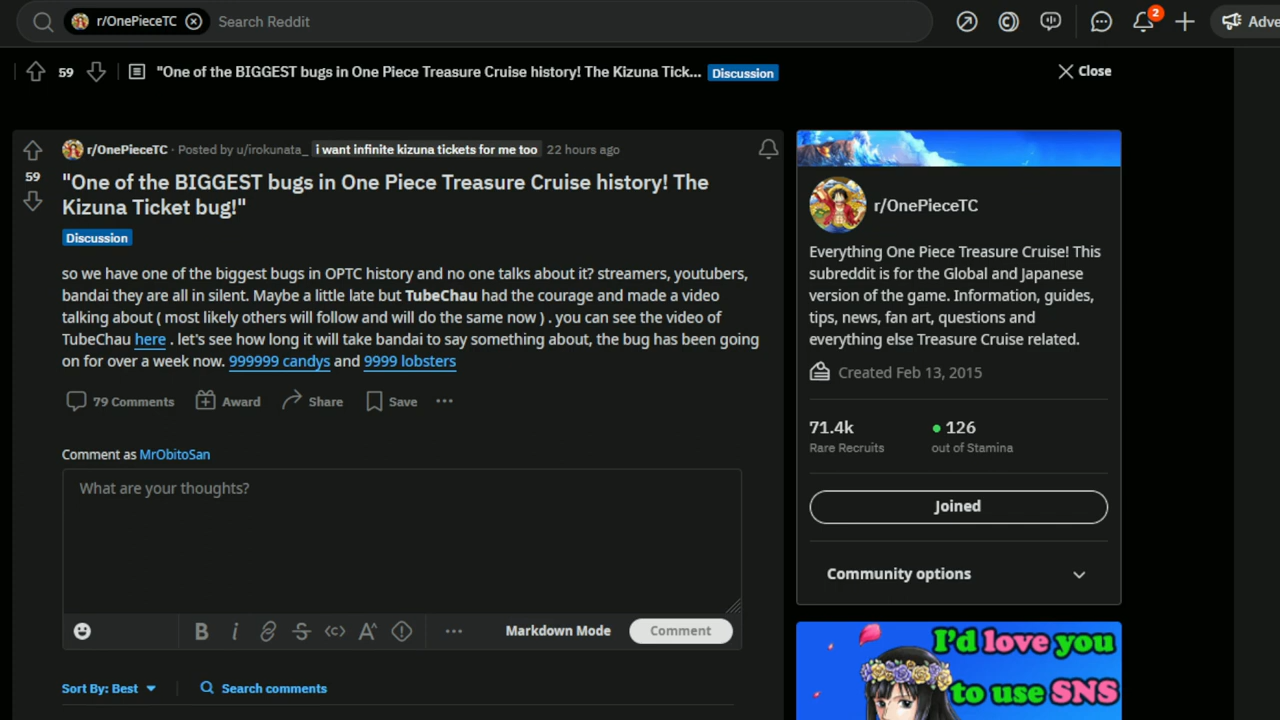 r/OnePieceTC Search Reddit
2
Adve
59 "One of the BIGGEST bugs in One Piece Treasure Cruise history! The Kizuna Tick... Discussion
Close
59
r/OnePieceTC · Posted by u/irokunata_ i want infinite kizuna tickets for me too 22 hours ago
"One of the BIGGEST bugs in One Piece Treasure Cruise history! The
Kizuna Ticket bug!"
Discussion
so we have one of the biggest bugs in OPTC history and no one talks about it? streamers, youtubers,
bandai they are all in silent. Maybe a little late but TubeChau had the courage and made a video
talking about ( most likely others will follow and will do the same now ) . you can see the video of
TubeChau here . let's see how long it will take bandai to say something about, the bug has been going
on for over a week now. 999999 candys and 9999 lobsters
79 Comments Award Share Save ···
Comment as MrObitoSan
What are your thoughts?
B i A ··· Markdown Mode Comment
Sort By: Best Search comments
r/OnePieceTC
Everything One Piece Treasure Cruise! This
subreddit is for the Global and Japanese
version of the game. Information, guides,
tips, news, fan art, questions and
everything else Treasure Cruise related.
Created Feb 13, 2015
71.4k 126
Rare Recruits out of Stamina
Joined
Community options
I'd love you
to use SNS